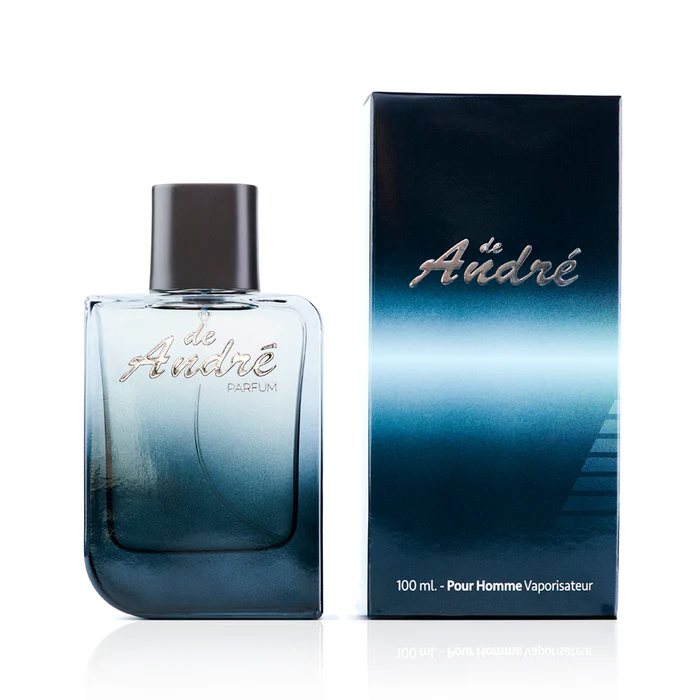 de
André
PARFUM
de
André
100 ml. - Pour Homme Vaporisateur